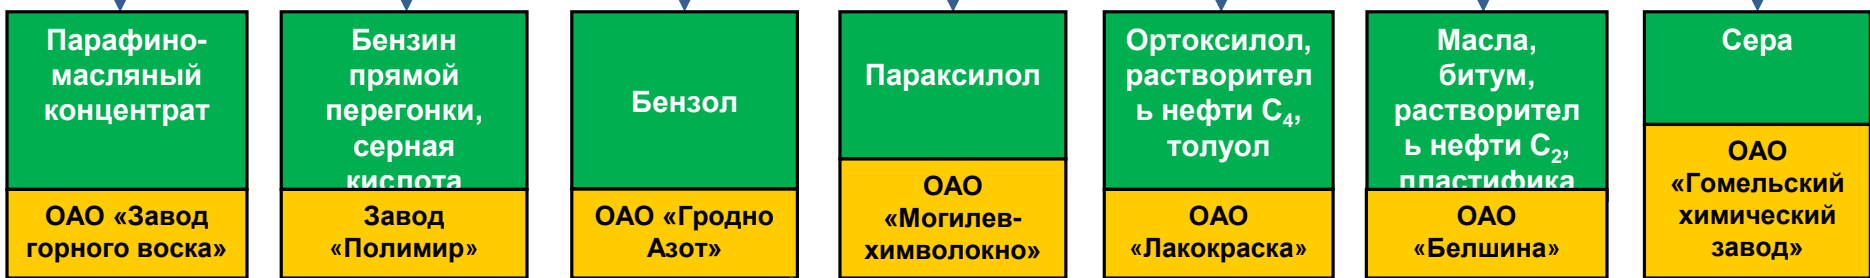 Парафино-
масляный
концентрат
ОАО «Завод
горного воска»
Бензин
прямой
перегонки,
серная
кислота
Завод
«Полимир»
Бензол
ОАО «Гродно
Азот»
Параксилол
ОАО
«Могилев-
химволокно»
Ортоксилол,
растворител
ь нефти С₄,
толуол
ОАО
«Лакокраска»
Масла,
битум,
растворител
ь нефти С₂,
пластифика
ОАО
«Белшина»
Сера
ОАО
«Гомельский
химический
завод»